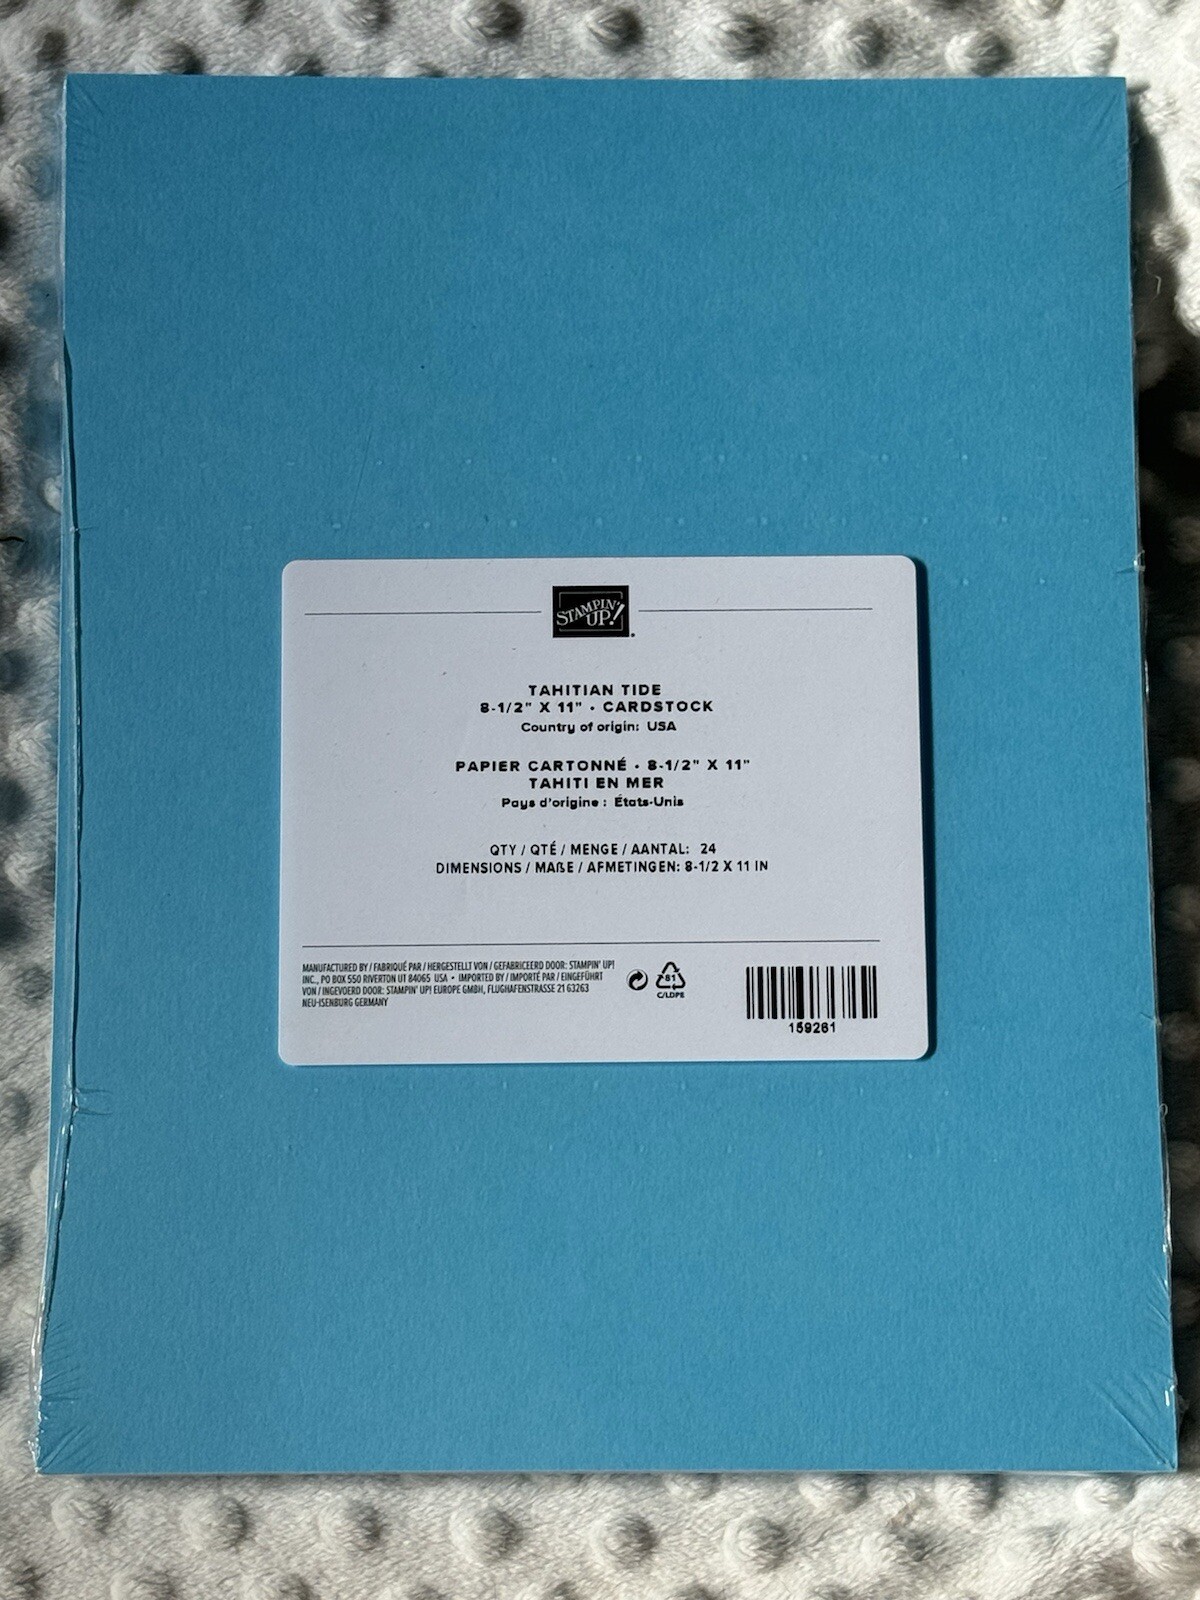 STAMPIN' UP!
TAHITIAN TIDE
8-1/2" X 11" • CARDSTOCK
Country of origin: USA
PAPIER CARTONNÉ • 8-1/2" X 11"
TAHITI EN MER
Pays d'origine : États-Unis
QTY / QTÉ / MENGE / AANTAL: 24
DIMENSIONS / MAßE / AFMETINGEN: 8-1/2 X 11 IN
MANUFACTURED BY / FABRIQUÉ PAR / HERGESTELLT VON / GEFABRICEERD DOOR: STAMPIN' UP!
INC., PO BOX 550 RIVERTON UT 84065 USA • IMPORTED BY / IMPORTÉ PAR / EINGEFÜHRT
VON / INGEVOERD DOOR: STAMPIN' UP! EUROPE GMBH, FLUGHAFENSTRASSE 21 63263
NEU-ISENBURG GERMANY
81
C/LDPE
159261